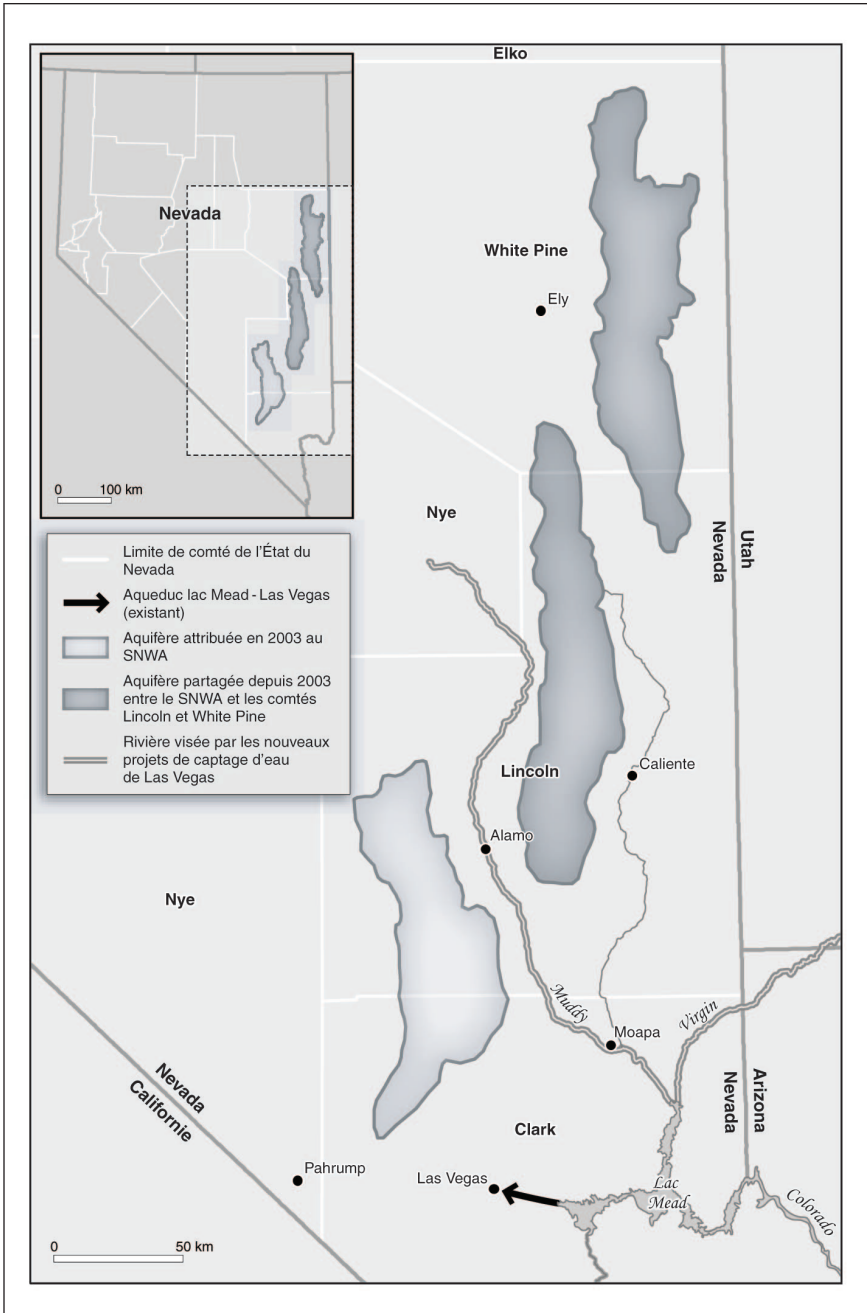 Elko
Nevada
0 100 km
White Pine
Ely
Nye
Nevada
Utah
Limite de comté de l'État du
Nevada
Aqueduc lac Mead - Las Vegas
(existant)
Aquifère attribuée en 2003 au
SNWA
Aquifère partagée depuis 2003
entre le SNWA et les comtés
Lincoln et White Pine
Rivière visée par les nouveaux
projets de captage d'eau
de Las Vegas
Lincoln
Caliente
Alamo
Nye
Muddy
Virgin
Moapa
Nevada
Californie
Nevada
Arizona
Clark
Pahrump
Las Vegas
Lac
Mead
Colorado
0 50 km